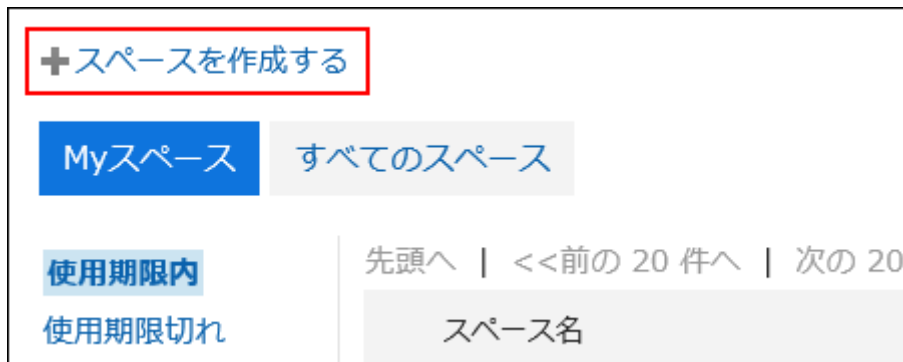 スペースを作成する
Myスペース すべてのスペース
使用期限内
使用期限切れ
先頭へ | <<前の 20 件へ | 次の 20
スペース名